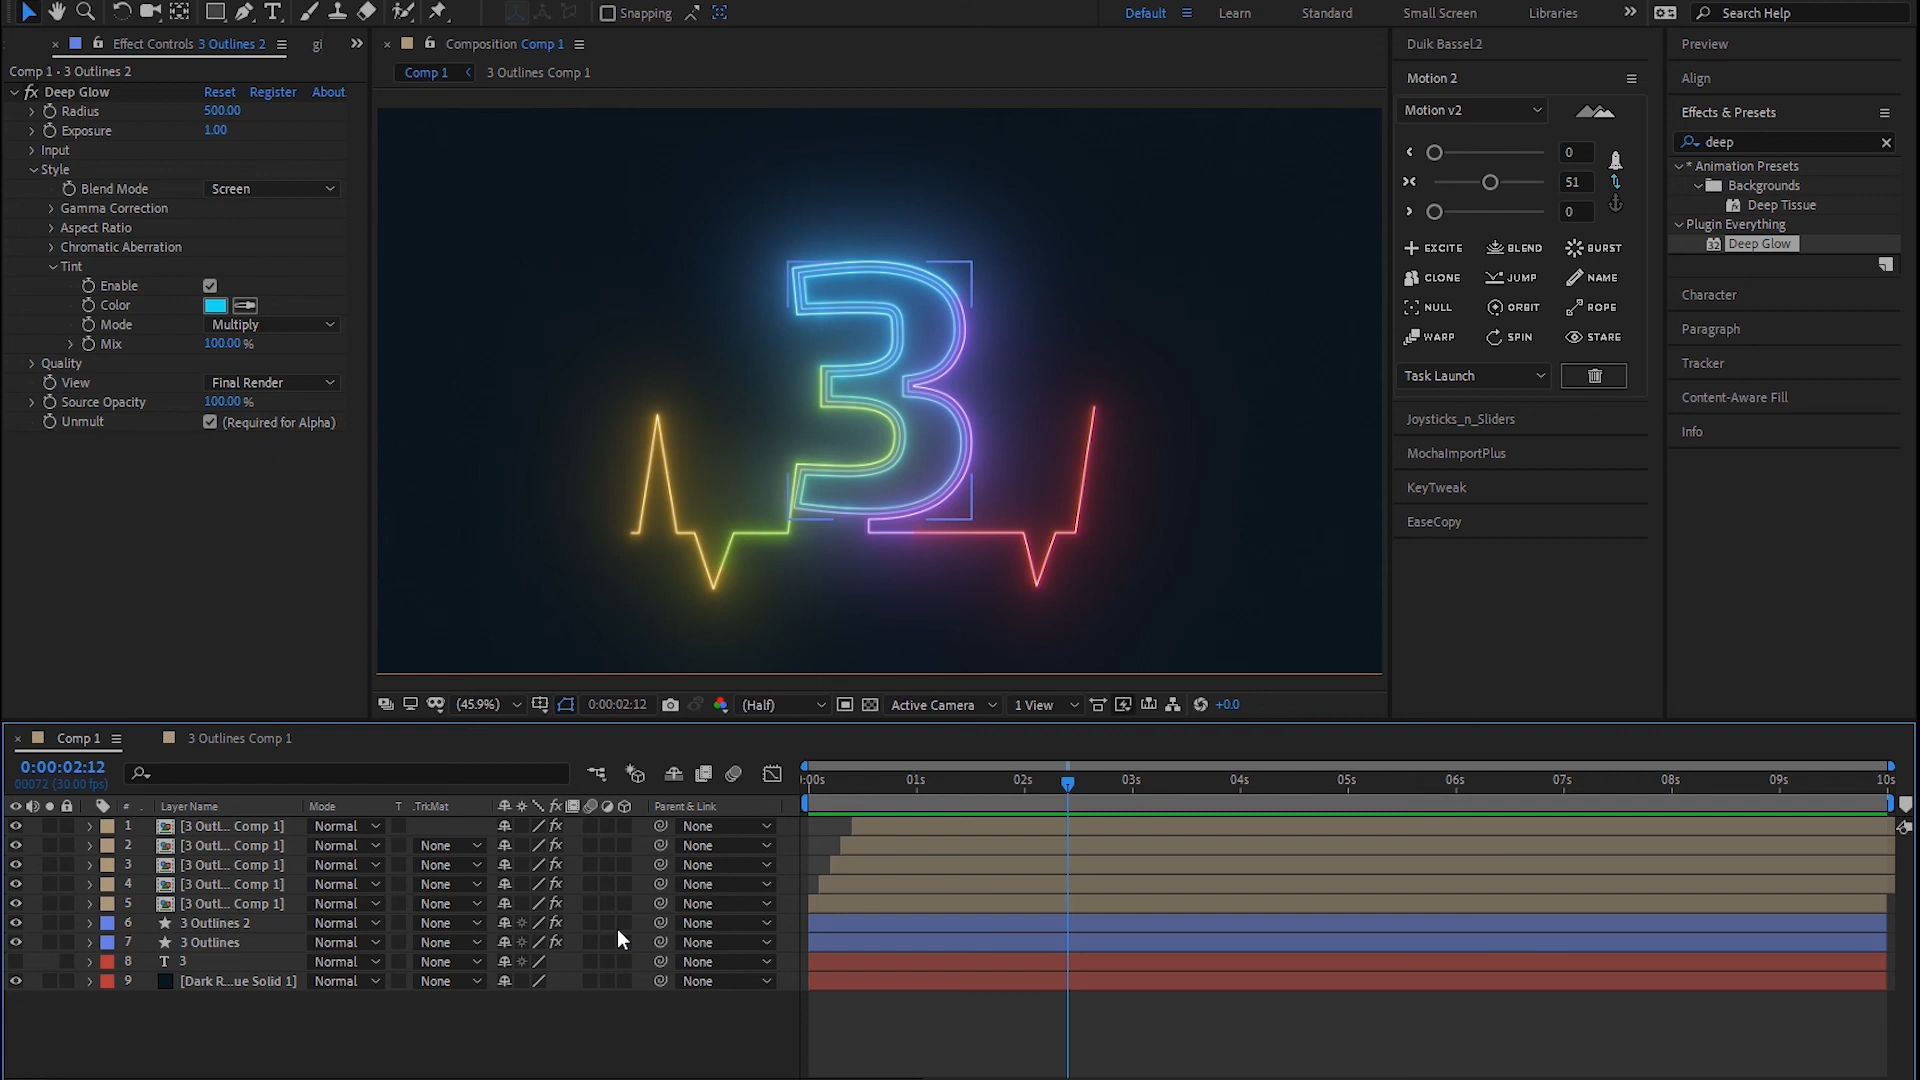 Snapping
Default
Learn
Standard
Small Screen
Libraries
Search Help
Effect Controls 3 Outlines 2
gi
Comp 1 • 3 Outlines 2
fx Deep Glow Reset Register About
Radius 500.00
Exposure 1.00
Input
Style
Blend Mode Screen
Gamma Correction
Aspect Ratio
Chromatic Aberration
Tint
Enable
Color
Mode Multiply
Mix 100.00 %
Quality
View Final Render
Source Opacity 100.00 %
Unmult (Required for Alpha)
Composition Comp 1
Comp 1 3 Outlines Comp 1
3
(45.9%) 0:00:02:12 (Half) Active Camera 1 View +0.0
Duik Bassel.2
Motion 2
Motion v2
0
51
0
EXCITE BLEND BURST
CLONE JUMP NAME
NULL ORBIT ROPE
WARP SPIN STARE
Task Launch
Joysticks_n_Sliders
MochaImportPlus
KeyTweak
EaseCopy
Preview
Align
Effects & Presets
deep
* Animation Presets
Backgrounds
Deep Tissue
Plugin Everything
32 Deep Glow
Character
Paragraph
Tracker
Content-Aware Fill
Info
Comp 1 3 Outlines Comp 1
0:00:02:12
00072 (30.00 fps)
:00s 01s 02s 03s 04s 05s 06s 07s 08s 09s 10s
# Layer Name Mode T .TrkMat fx Parent & Link
1 [3 Outl... Comp 1] Normal fx None
2 [3 Outl... Comp 1] Normal None fx None
3 [3 Outl... Comp 1] Normal None fx None
4 [3 Outl... Comp 1] Normal None fx None
5 [3 Outl... Comp 1] Normal None fx None
6 3 Outlines 2 Normal None fx None
7 3 Outlines Normal None fx None
8 T 3 Normal None None
9 [Dark R...ue Solid 1] Normal None None